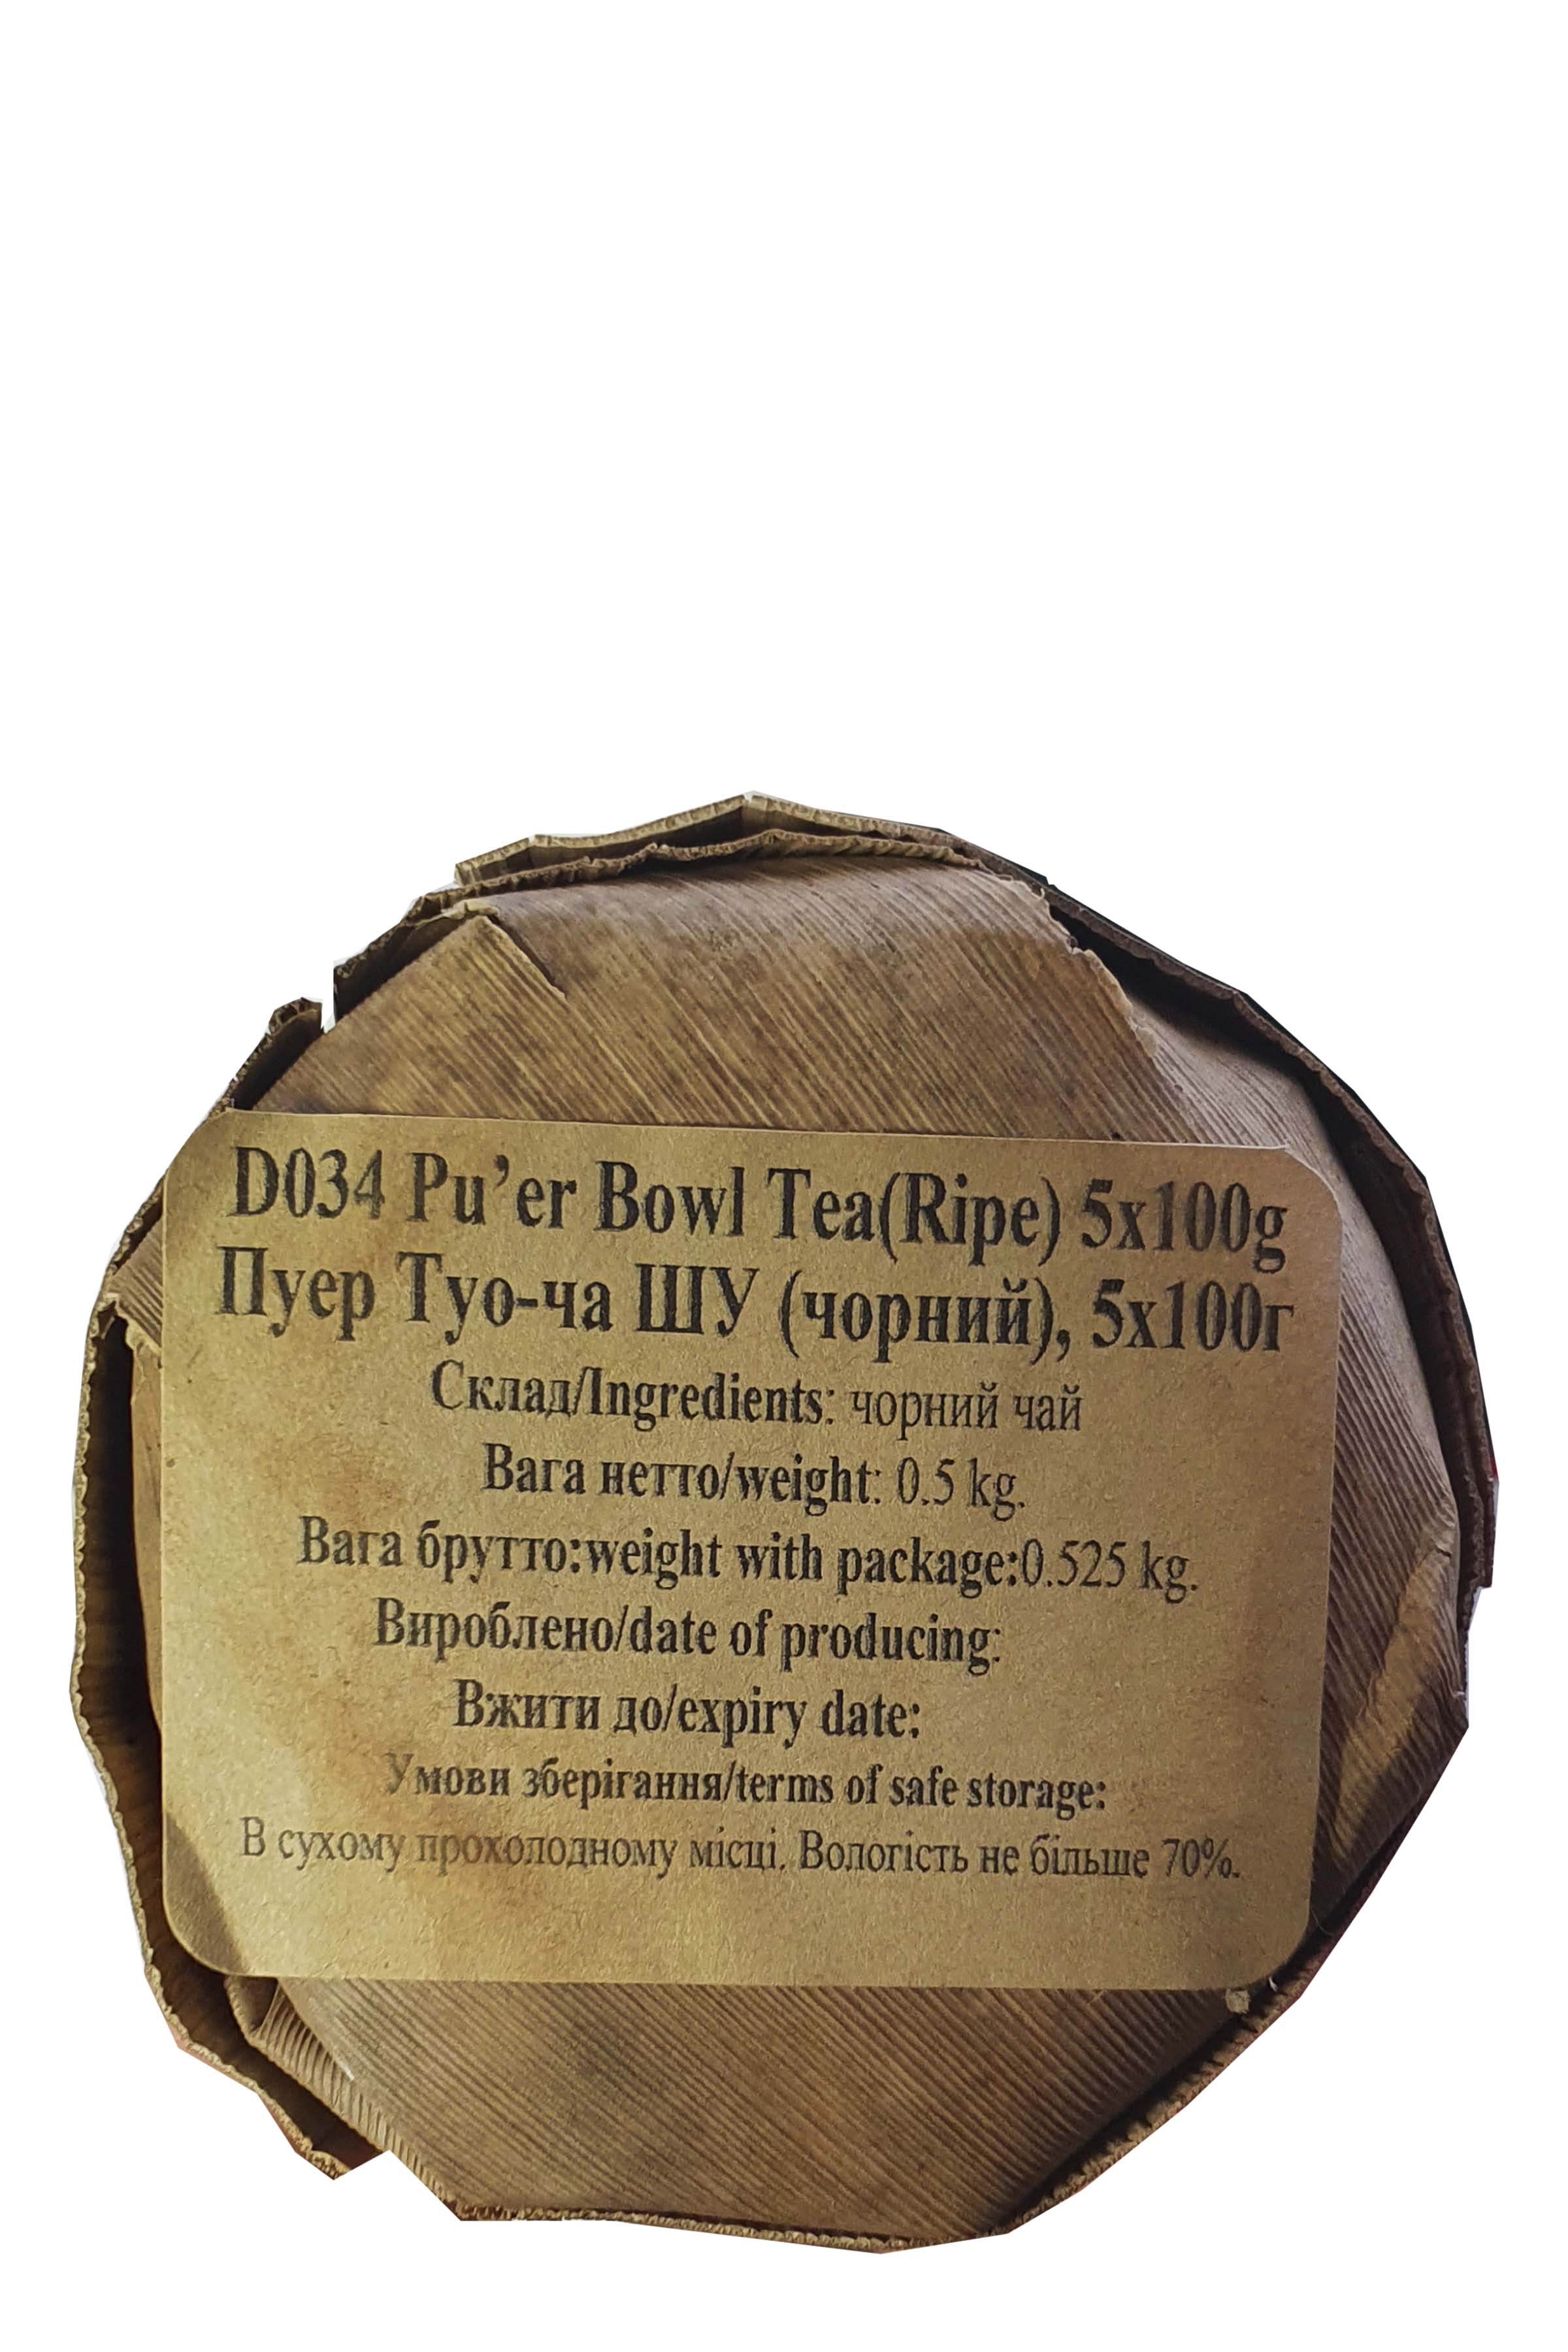 D034 Pu’er Bowl Tea(Ripe) 5x100g
Пуер Туо-ча ШУ (чорний), 5х100г
Склад/Ingredients: чорний чай
Вага нетто/weight: 0.5 kg.
Вага брутто:weight with package:0.525 kg.
Вироблено/date of producing:
Вжити до/expiry date:
Умови зберігання/terms of safe storage:
В сухому прохолодному місці. Вологість не більше 70%.